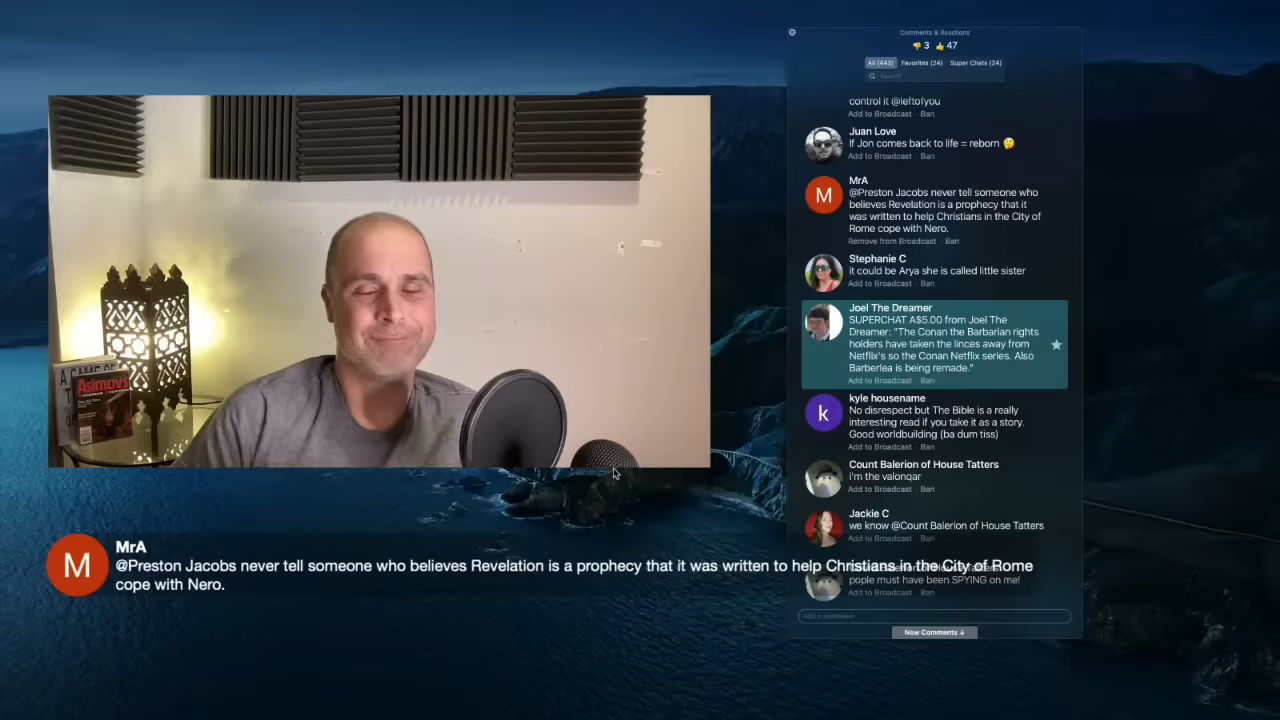 Comments & Reactions
👎 3 👍 47
All (442) Favorites (24) Super Chats (24)
Search
control it @leftofyou
Add to Broadcast · Ban
Juan Love
If Jon comes back to life = reborn 🤔
Add to Broadcast · Ban
MrA
@Preston Jacobs never tell someone who
believes Revelation is a prophecy that it
was written to help Christians in the City of
Rome cope with Nero.
Remove from Broadcast · Ban
Stephanie C
it could be Arya she is called little sister
Add to Broadcast · Ban
Joel The Dreamer
SUPERCHAT A$5.00 from Joel The
Dreamer: "The Conan the Barbarian rights
holders have taken the linces away from
Netflix's so the Conan Netflix series. Also
Barberlea is being remade."
Add to Broadcast · Ban
kyle housename
No disrespect but The Bible is a really
interesting read if you take it as a story.
Good worldbuilding (ba dum tiss)
Add to Broadcast · Ban
Count Balerion of House Tatters
i'm the valonqar
Add to Broadcast · Ban
Jackie C
we know @Count Balerion of House Tatters
Add to Broadcast · Ban
pople must have been SPYING on me!
Add to Broadcast · Ban
Add a comment
New Comments ↓
A GAME OF
Asimov's
M
k
M
MrA
@Preston Jacobs never tell someone who believes Revelation is a prophecy that it was written to help Christians in the City of Rome
cope with Nero.